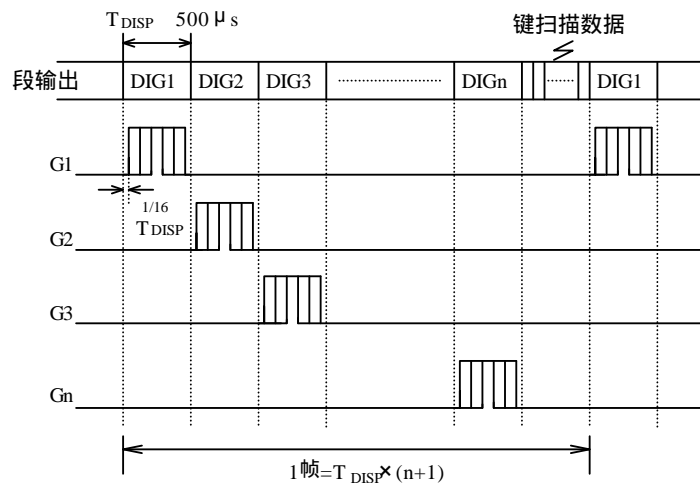 T DISP 500 μ s
键扫描数据
段输出 DIG1 DIG2 DIG3 ⋯⋯⋯⋯⋯⋯ DIGn ⋯⋯ DIG1
G1
1/16
T DISP
G2
G3
Gn
1帧=T DISP × (n+1)